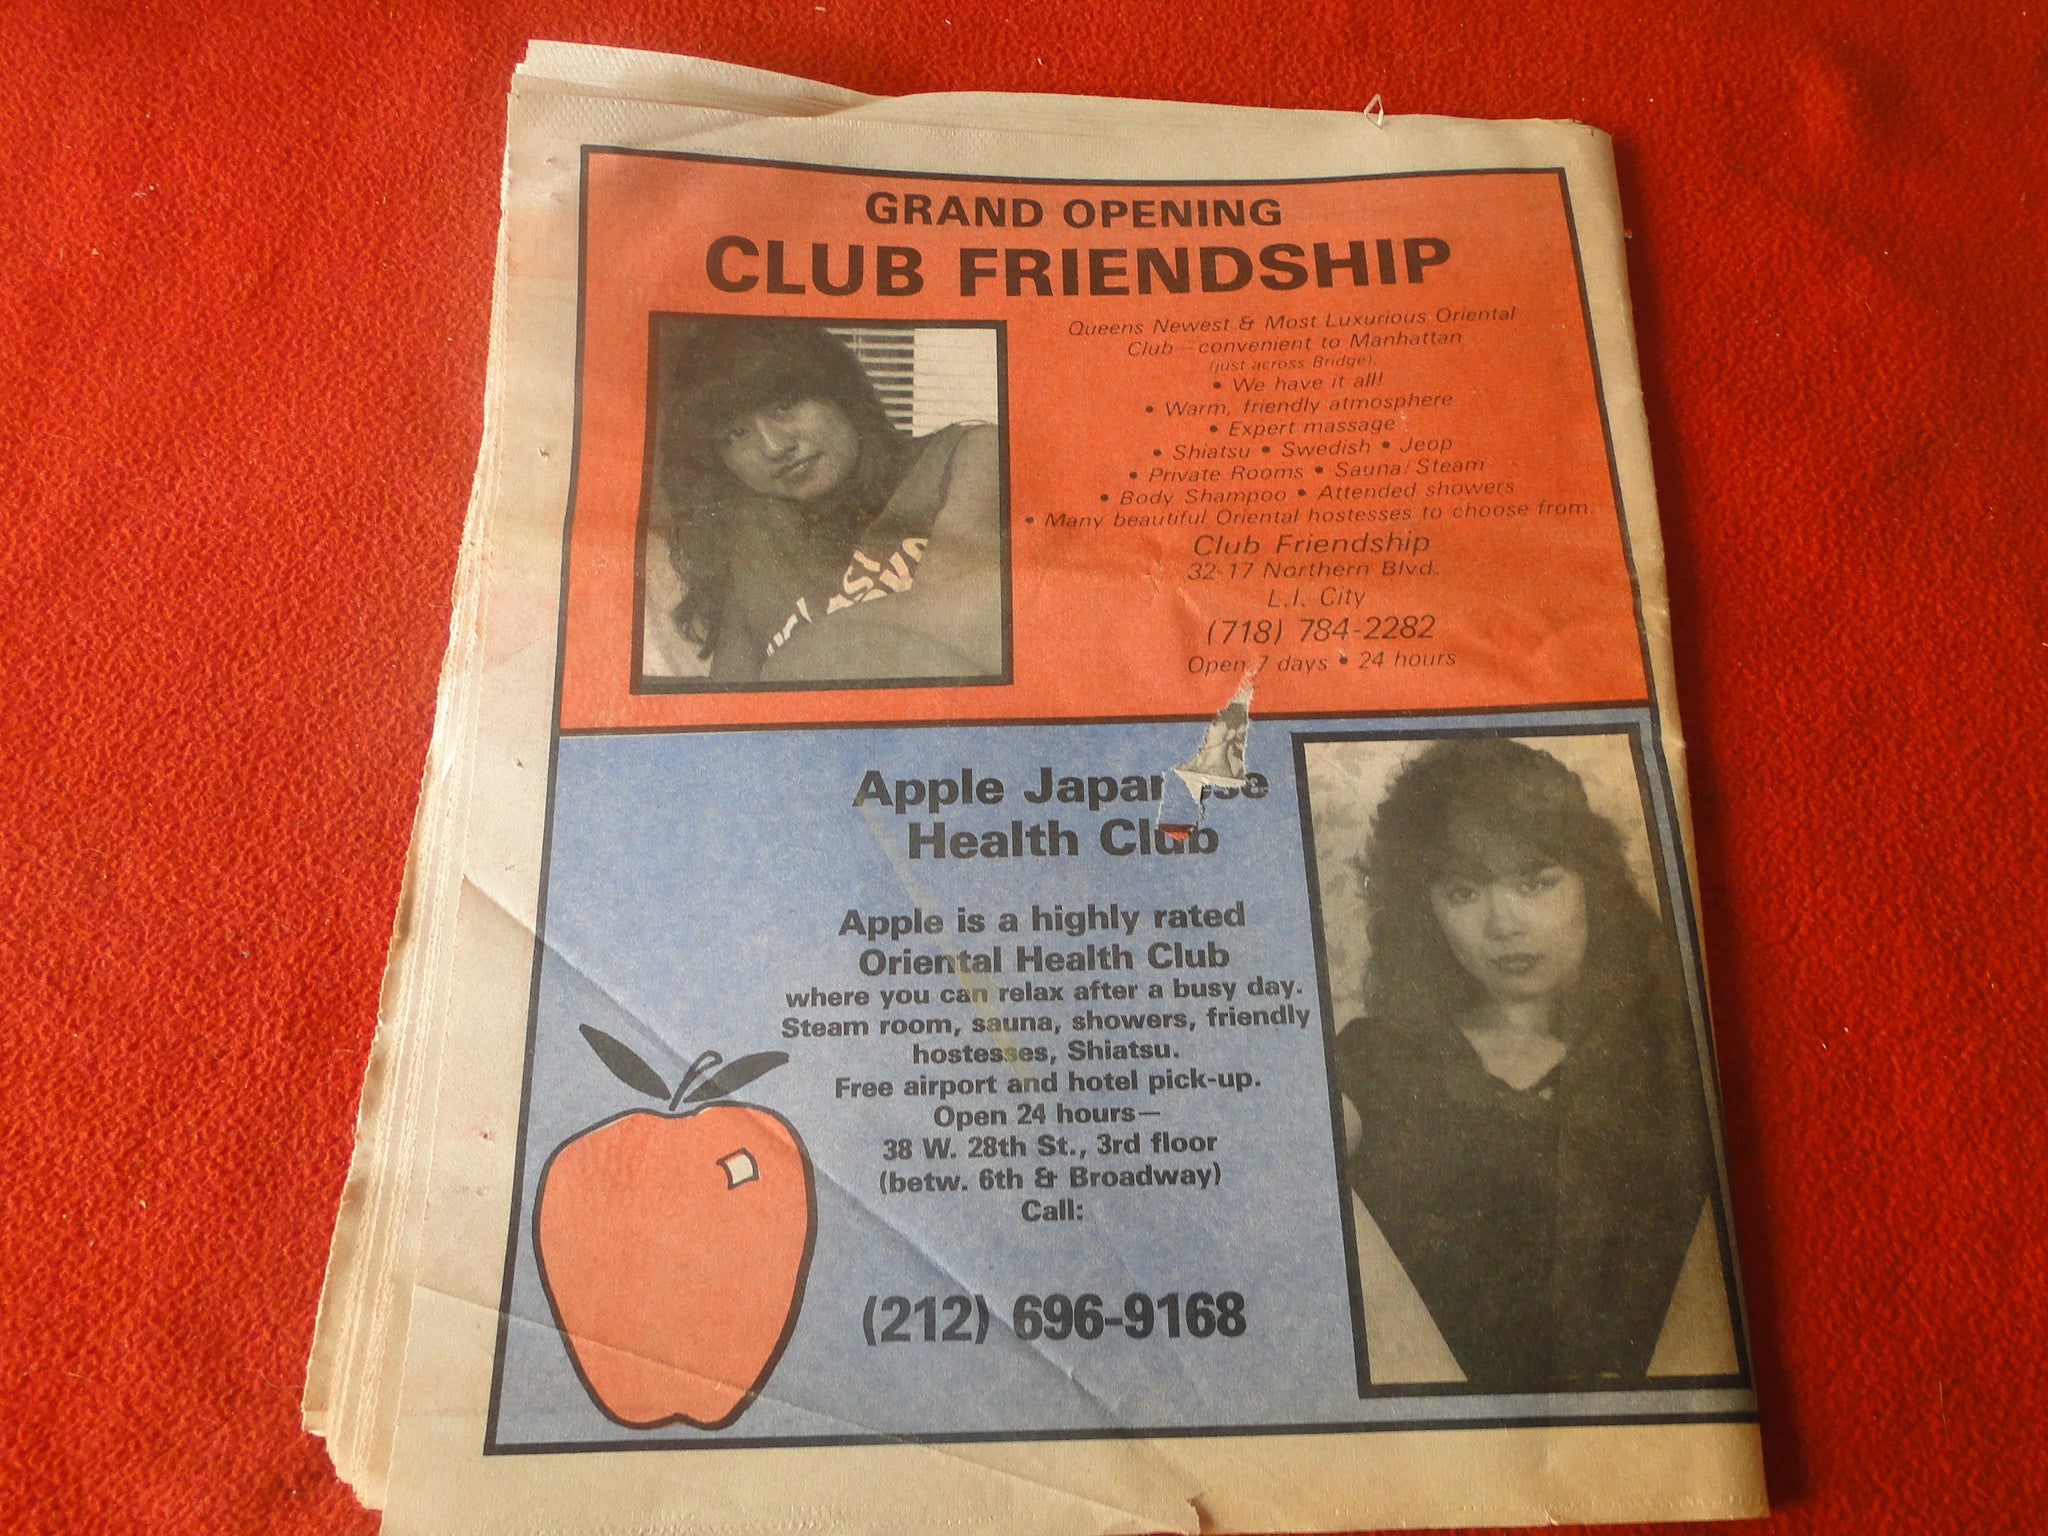 GRAND OPENING
CLUB FRIENDSHIP
Queens Newest & Most Luxurious Oriental
Club—convenient to Manhattan
(just across Bridge).
• We have it all!
• Warm, friendly atmosphere
• Expert massage
• Shiatsu • Swedish • Jeop
• Private Rooms • Sauna/Steam
• Body Shampoo • Attended showers
• Many beautiful Oriental hostesses to choose from.
Club Friendship
32-17 Northern Blvd.
L.I. City
(718) 784-2282
Open 7 days • 24 hours
Apple
Health Club
Apple is a highly rated
Oriental Health Club
where you can relax after a busy day.
Steam room, sauna, showers, friendly
hostesses, Shiatsu.
Free airport and hotel pick-up.
Open 24 hours—
38 W. 28th St., 3rd floor
(betw. 6th & Broadway)
Call:
(212) 696-9168